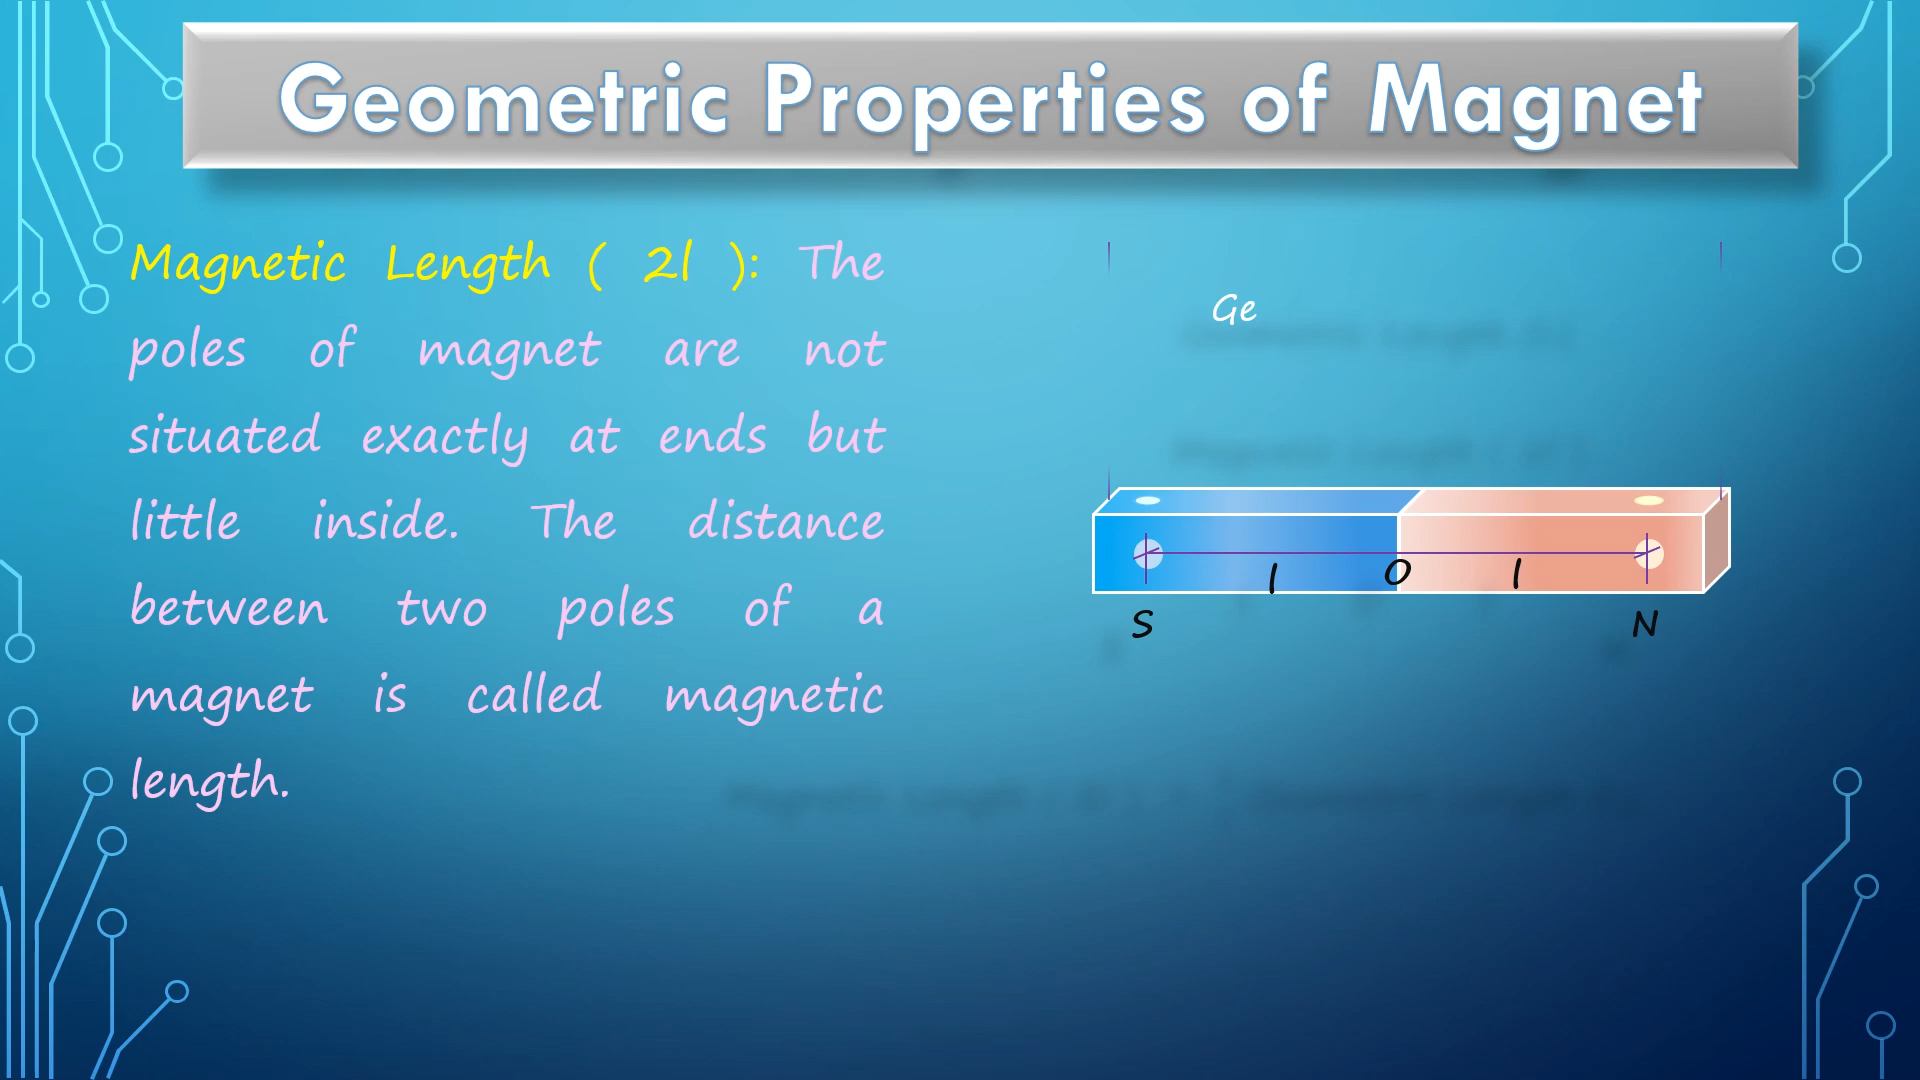 Geometric Properties of Magnet
Magnetic Length ( 2l ): The
poles of magnet are not
situated exactly at ends but
little inside. The distance
between two poles of a
magnet is called magnetic
length.
Ge
l O l
S N